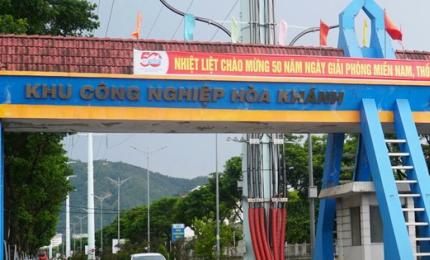 50
NHIỆT LIỆT CHÀO MỪNG 50 NĂM NGÀY GIẢI PHÓNG MIỀN NAM, THỐ
KHU CÔNG NGHIỆP HÒA KHÁNH